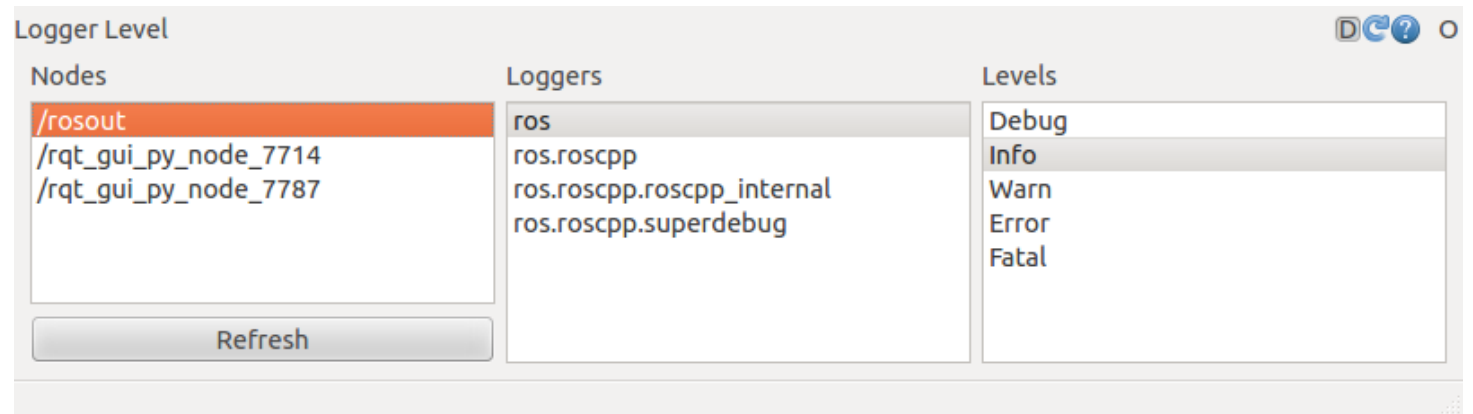 Logger Level
D ? O
Nodes
/rosout
/rqt_gui_py_node_7714
/rqt_gui_py_node_7787
Refresh
Loggers
ros
ros.roscpp
ros.roscpp.roscpp_internal
ros.roscpp.superdebug
Levels
Debug
Info
Warn
Error
Fatal